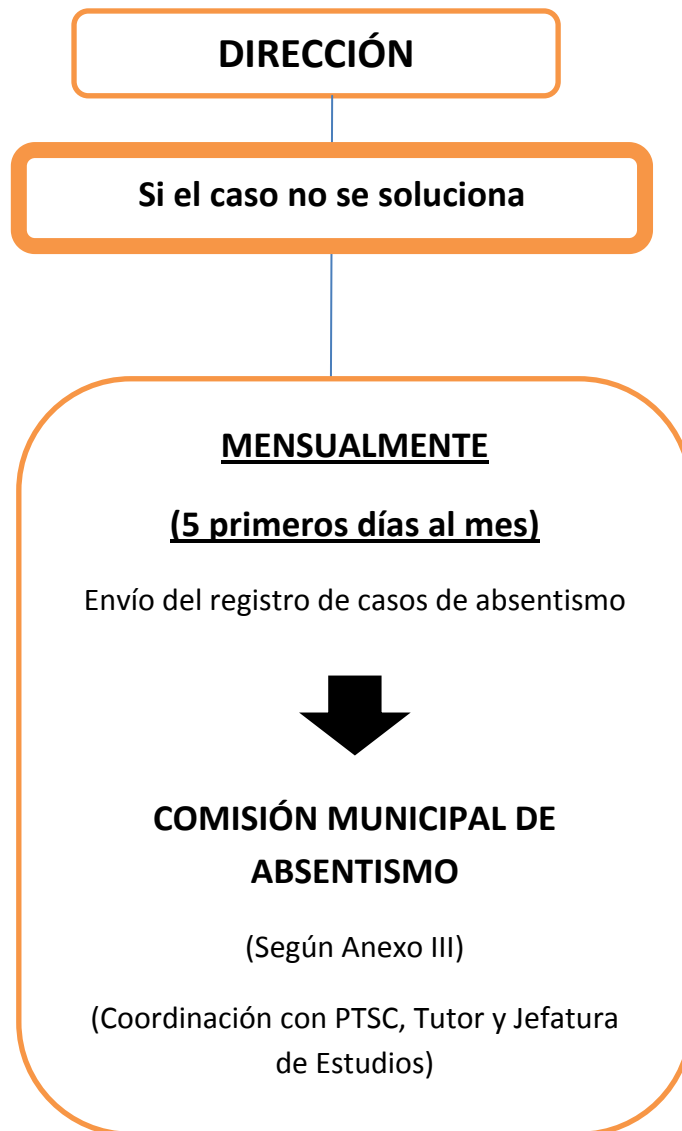 DIRECCIÓN
Si el caso no se soluciona
MENSUALMENTE
(5 primeros días al mes)
Envío del registro de casos de absentismo
COMISIÓN MUNICIPAL DE
ABSENTISMO
(Según Anexo III)
(Coordinación con PTSC, Tutor y Jefatura
de Estudios)